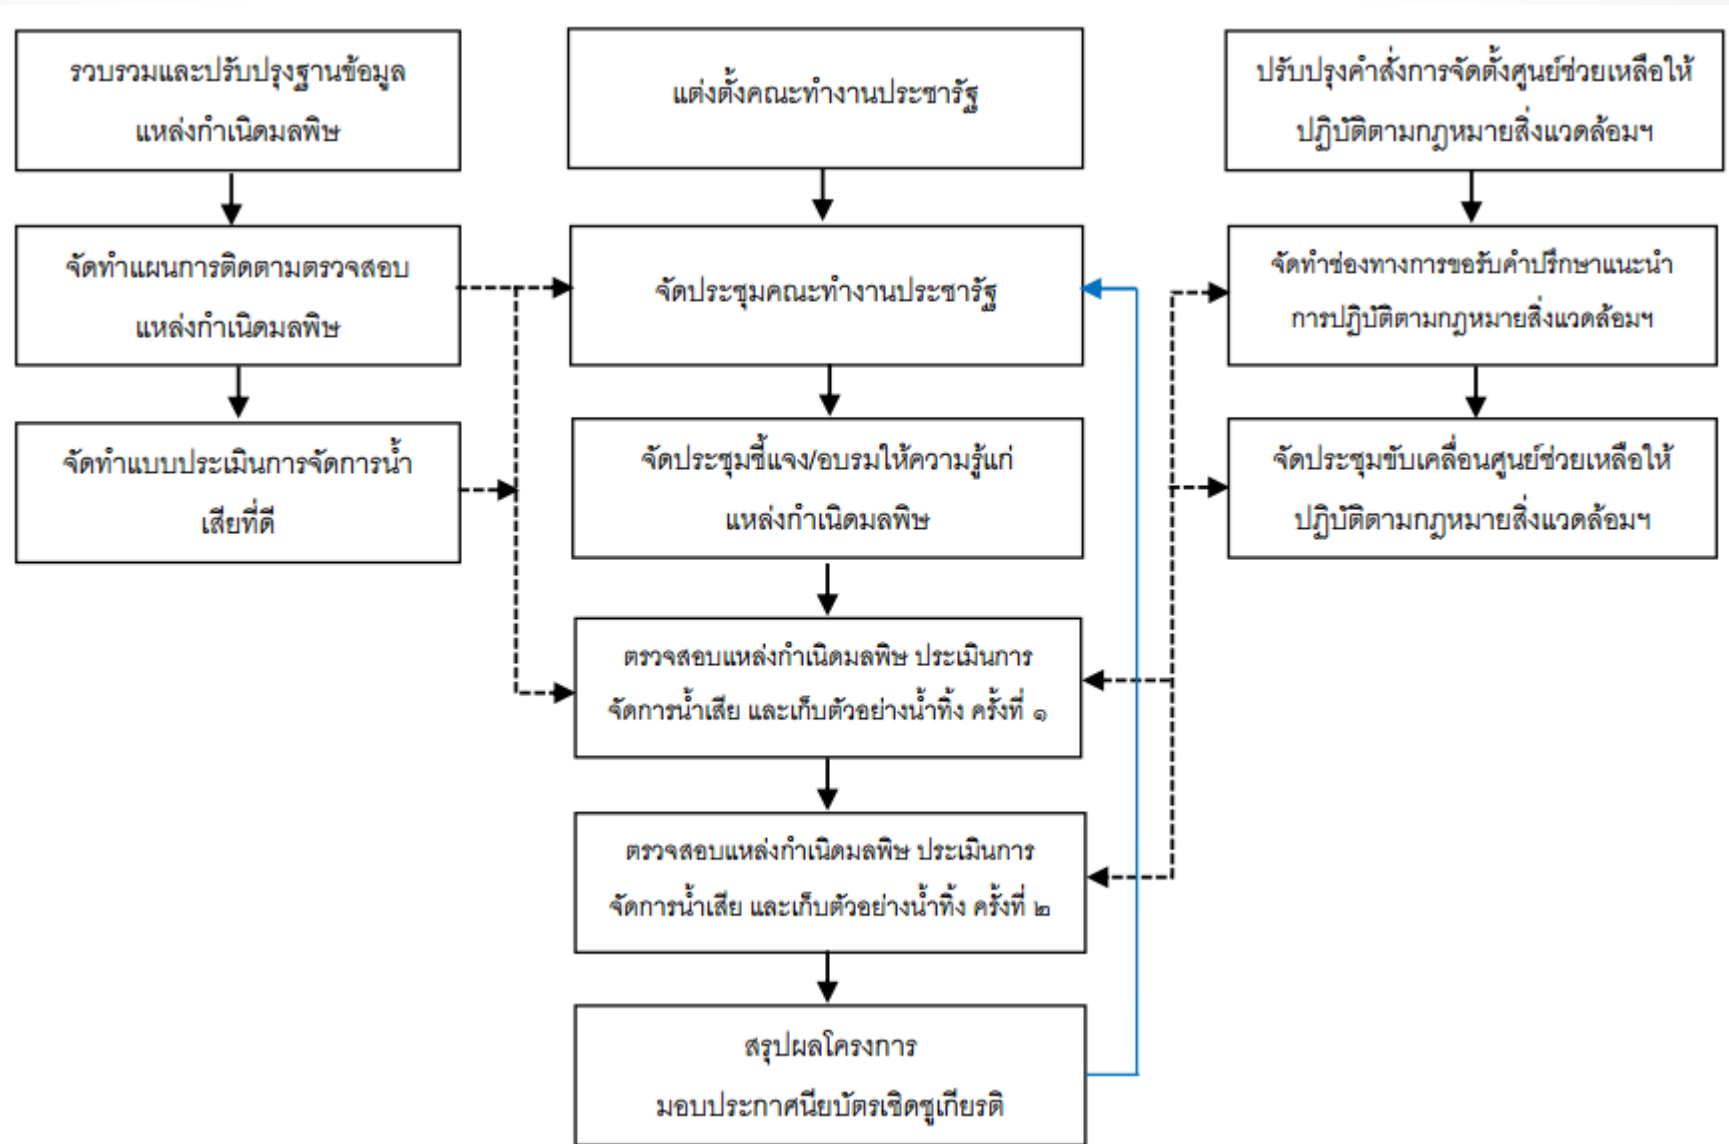 รวบรวมและปรับปรุงฐานข้อมูล
แหล่งกำเนิดมลพิษ
จัดทำแผนการติดตามตรวจสอบ
แหล่งกำเนิดมลพิษ
จัดทำแบบประเมินการจัดการน้ำ
เสียที่ดี
แต่งตั้งคณะทำงานประชารัฐ
จัดประชุมคณะทำงานประชารัฐ
จัดประชุมชี้แจง/อบรมให้ความรู้แก่
แหล่งกำเนิดมลพิษ
ตรวจสอบแหล่งกำเนิดมลพิษ ประเมินการ
จัดการน้ำเสีย และเก็บตัวอย่างน้ำทิ้ง ครั้งที่ ๑
ตรวจสอบแหล่งกำเนิดมลพิษ ประเมินการ
จัดการน้ำเสีย และเก็บตัวอย่างน้ำทิ้ง ครั้งที่ ๒
สรุปผลโครงการ
มอบประกาศนียบัตรเชิดชูเกียรติ
ปรับปรุงคำสั่งการจัดตั้งศูนย์ช่วยเหลือให้
ปฏิบัติตามกฎหมายสิ่งแวดล้อมฯ
จัดทำช่องทางการขอรับคำปรึกษาแนะนำ
การปฏิบัติตามกฎหมายสิ่งแวดล้อมฯ
จัดประชุมขับเคลื่อนศูนย์ช่วยเหลือให้
ปฏิบัติตามกฎหมายสิ่งแวดล้อมฯ